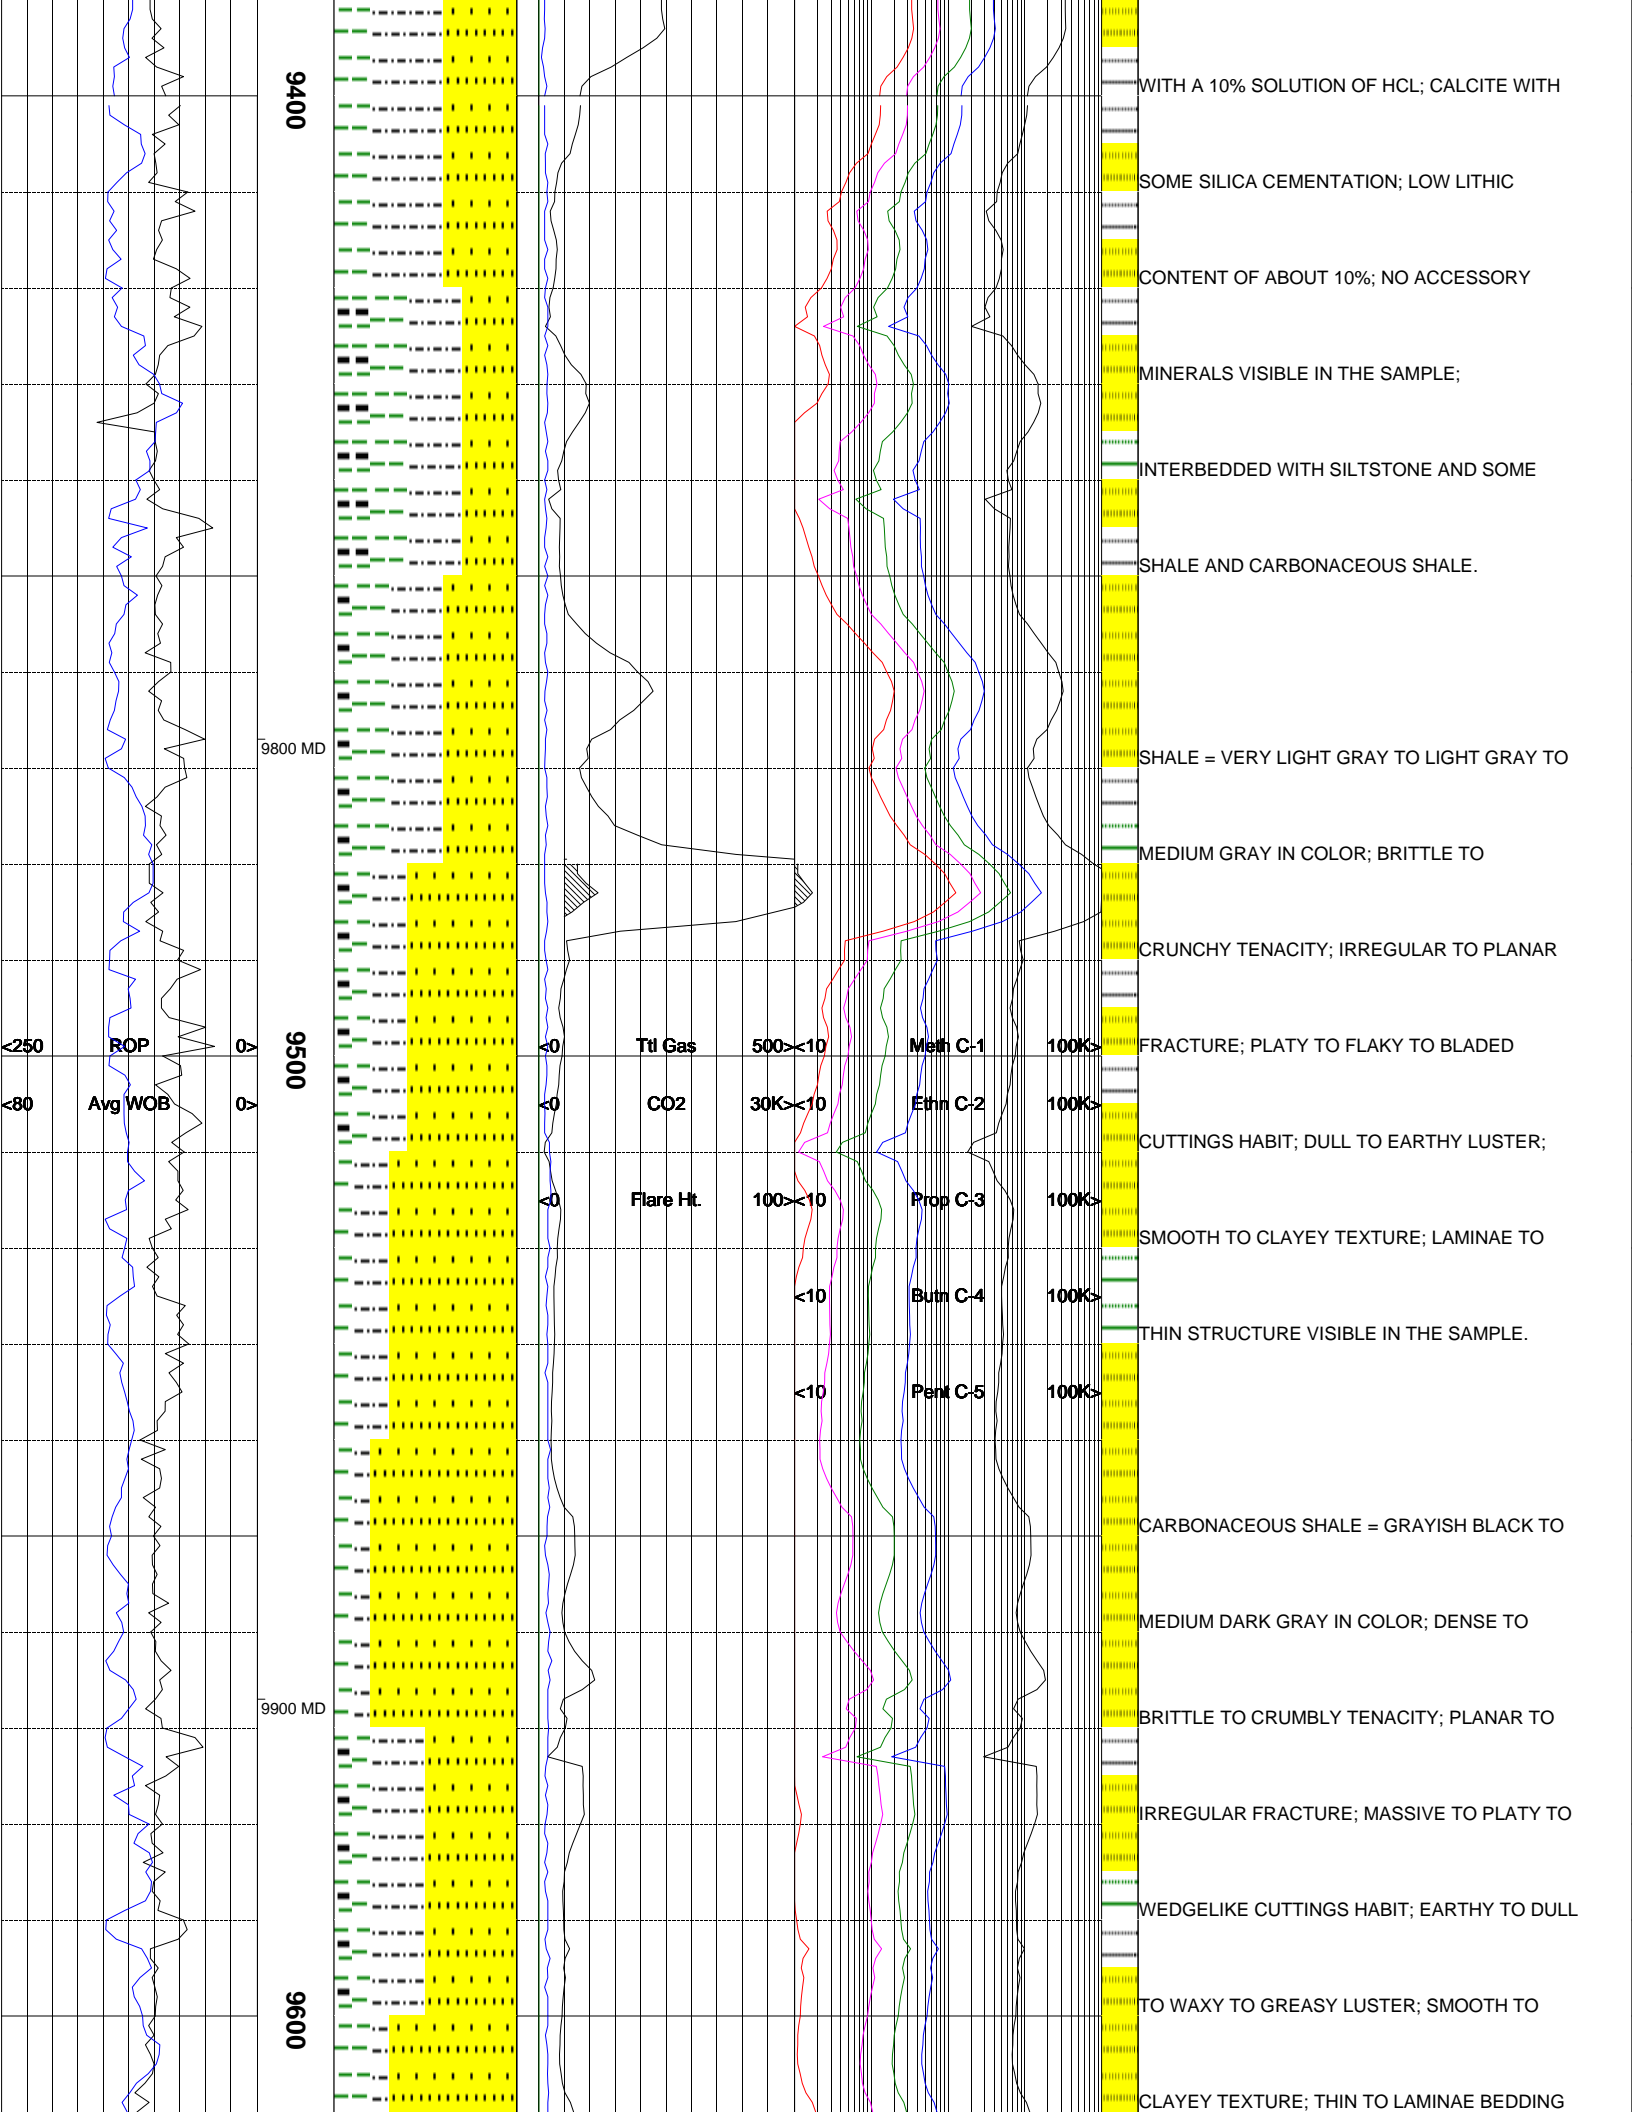 9400
WITH A 10% SOLUTION OF HCL; CALCITE WITH
SOME SILICA CEMENTATION; LOW LITHIC
CONTENT OF ABOUT 10%; NO ACCESSORY
MINERALS VISIBLE IN THE SAMPLE;
INTERBEDDED WITH SILTSTONE AND SOME
SHALE AND CARBONACEOUS SHALE.
9800 MD
SHALE = VERY LIGHT GRAY TO LIGHT GRAY TO
MEDIUM GRAY IN COLOR; BRITTLE TO
CRUNCHY TENACITY; IRREGULAR TO PLANAR
9500
<250 ROP 0> <0 Ttl Gas 500> <10 Meth C-1 100K>
FRACTURE; PLATY TO FLAKY TO BLADED
<80 Avg WOB 0> <0 CO2 30K> <10 Ethn C-2 100K>
CUTTINGS HABIT; DULL TO EARTHY LUSTER;
<0 Flare Ht. 100> <10 Prop C-3 100K>
SMOOTH TO CLAYEY TEXTURE; LAMINAE TO
<10 Butn C-4 100K>
THIN STRUCTURE VISIBLE IN THE SAMPLE.
<10 Pent C-5 100K>
CARBONACEOUS SHALE = GRAYISH BLACK TO
MEDIUM DARK GRAY IN COLOR; DENSE TO
9900 MD
BRITTLE TO CRUMBLY TENACITY; PLANAR TO
IRREGULAR FRACTURE; MASSIVE TO PLATY TO
WEDGELIKE CUTTINGS HABIT; EARTHY TO DULL
9600
TO WAXY TO GREASY LUSTER; SMOOTH TO
CLAYEY TEXTURE; THIN TO LAMINAE BEDDING